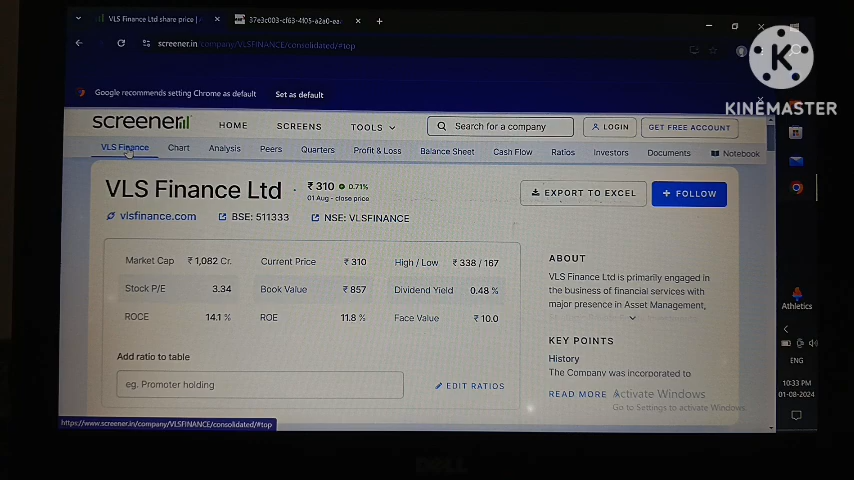 VLS Finance Ltd share price |
37e3c003-cf63-4f05-a2a0-ea
screener.in/company/VLSFINANCE/consolidated/#top
Google recommends setting Chrome as default
Set as default
K
KINEMASTER
screener
HOME
SCREENS
TOOLS
Search for a company
LOGIN
GET FREE ACCOUNT
VLS Finance
Chart
Analysis
Peers
Quarters
Profit & Loss
Balance Sheet
Cash Flow
Ratios
Investors
Documents
Notebook
VLS Finance Ltd
₹ 310
0.71%
01 Aug - close price
EXPORT TO EXCEL
FOLLOW
vlsfinance.com
BSE: 511333
NSE: VLSFINANCE
Market Cap ₹ 1,082 Cr.
Current Price ₹ 310
High / Low ₹ 338 / 167
Stock P/E 3.34
Book Value ₹ 857
Dividend Yield 0.48 %
ROCE 14.1 %
ROE 11.8 %
Face Value ₹ 10.0
Add ratio to table
eg. Promoter holding
EDIT RATIOS
ABOUT
VLS Finance Ltd is primarily engaged in
the business of financial services with
major presence in Asset Management,
KEY POINTS
History
The Company was incorporated to
READ MORE
Activate Windows
Go to Settings to activate Windows.
Athletics
ENG
10:33 PM
01-08-2024
https://www.screener.in/company/VLSFINANCE/consolidated/#top
DELL